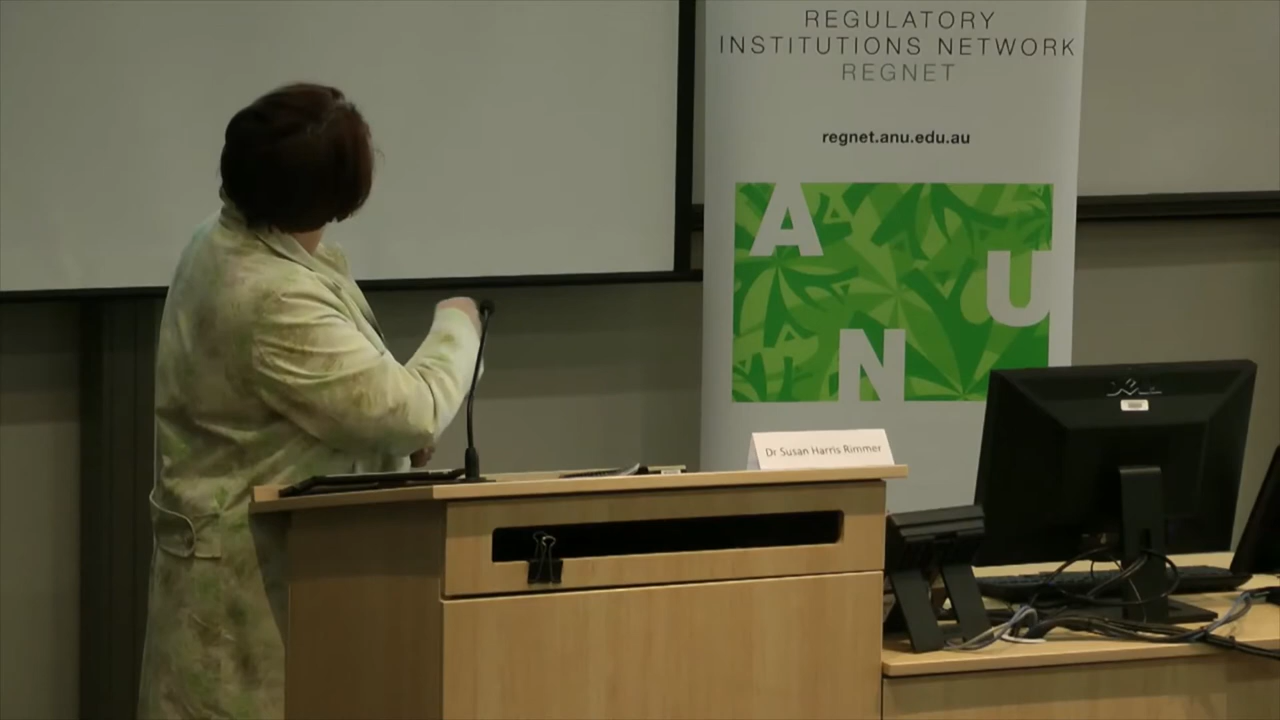 REGULATORY
INSTITUTIONS NETWORK
REGNET
regnet.anu.edu.au
A
U
N
Dr Susan Harris Rimmer